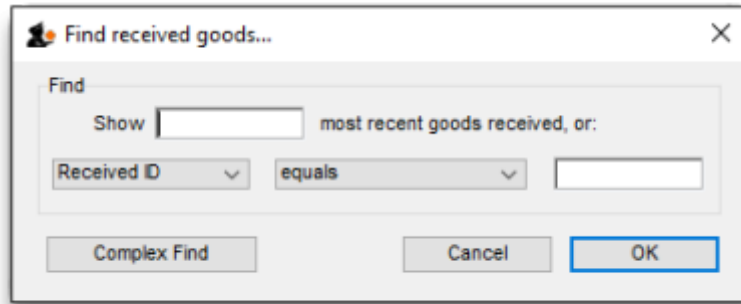 Find received goods...
Find
Show most recent goods received, or:
Received ID equals
Complex Find Cancel OK